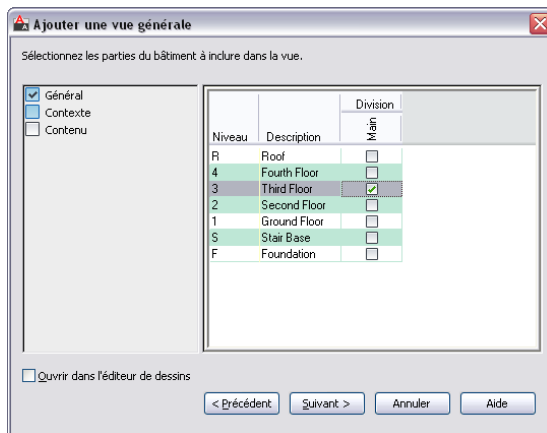 Ajouter une vue générale
Sélectionnez les parties du bâtiment à inclure dans la vue.
Général
Contexte
Contenu
Division
Niveau Description Main
R Roof
4 Fourth Floor
3 Third Floor
2 Second Floor
1 Ground Floor
S Stair Base
F Foundation
Ouvrir dans l'éditeur de dessins
< Précédent Suivant > Annuler Aide